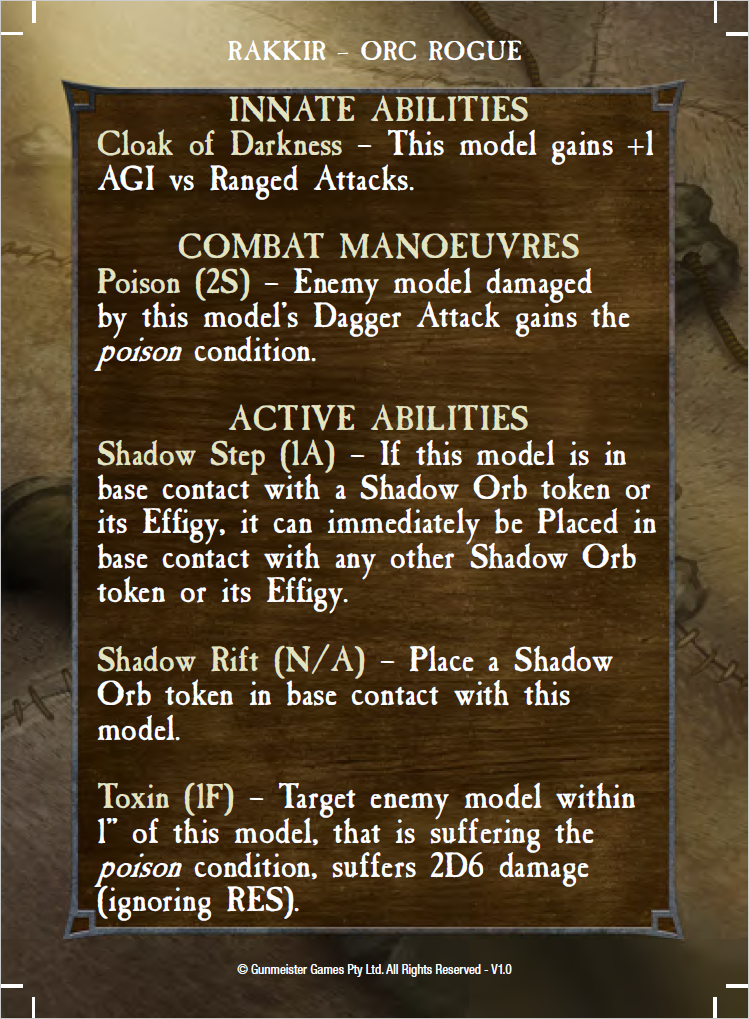 RAKKIR – ORC ROGUE
INNATE ABILITIES
Cloak of Darkness – This model gains +1
AGI vs Ranged Attacks.
COMBAT MANOEUVRES
Poison (2S) – Enemy model damaged
by this model's Dagger Attack gains the
poison condition.
ACTIVE ABILITIES
Shadow Step (1A) – If this model is in
base contact with a Shadow Orb token or
its Effigy, it can immediately be Placed in
base contact with any other Shadow Orb
token or its Effigy.
Shadow Rift (N/A) – Place a Shadow
Orb token in base contact with this
model.
Toxin (1F) – Target enemy model within
1” of this model, that is suffering the
poison condition, suffers 2D6 damage
(ignoring RES).
© Gunmeister Games Pty Ltd. All Rights Reserved - V1.0